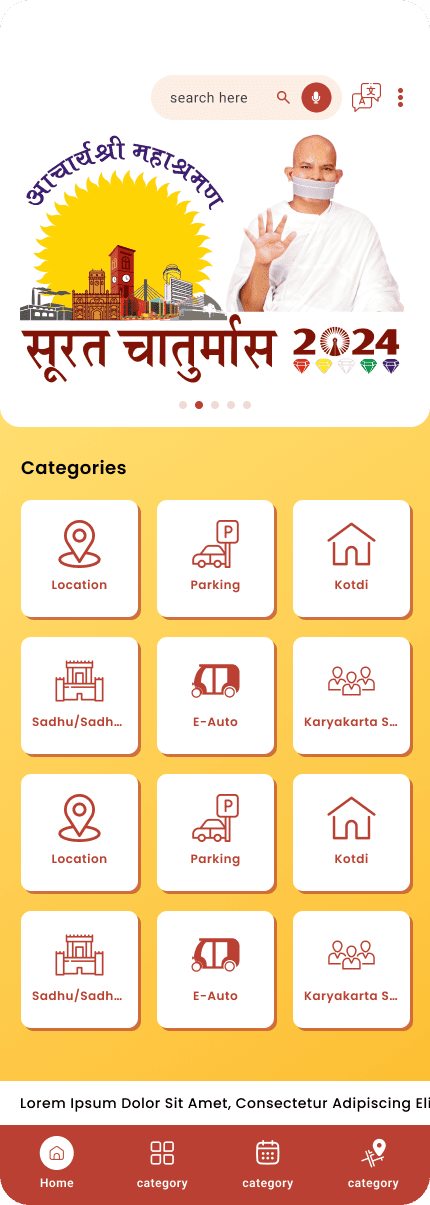 search here
文
A
आचार्यश्री महाश्रमण
सूरत चातुर्मास 2024
Categories
Location
P
Parking
Kotdi
Sadhu/Sadh...
E-Auto
Karyakarta S...
Location
P
Parking
Kotdi
Sadhu/Sadh...
E-Auto
Karyakarta S...
Lorem Ipsum Dolor Sit Amet, Consectetur Adipiscing Eli
Home
category
category
category